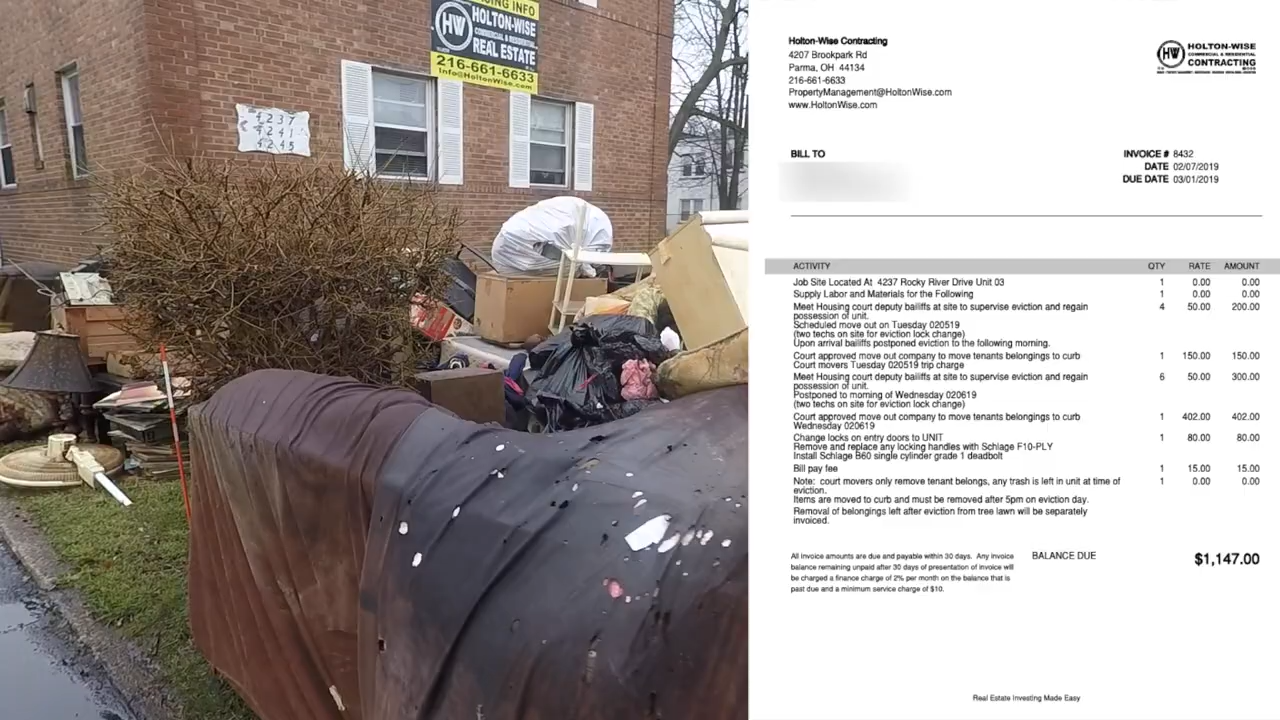 HOLTON-WISE
COMMERCIAL & RESIDENTIAL
REAL ESTATE
HW
216-661-6633
Info@HoltonWise.com
4237
4241
4245
Holton-Wise Contracting
4207 Brookpark Rd
Parma, OH 44134
216-661-6633
PropertyManagement@HoltonWise.com
www.HoltonWise.com
HW
HOLTON-WISE
COMMERCIAL & RESIDENTIAL
CONTRACTING
BILL TO
INVOICE # 8432
DATE 02/07/2019
DUE DATE 03/01/2019
ACTIVITY QTY RATE AMOUNT
Job Site Located At 4237 Rocky River Drive Unit 03 1 0.00 0.00
Supply Labor and Materials for the Following 1 0.00 0.00
Meet Housing court deputy bailiffs at site to supervise eviction and regain 4 50.00 200.00
possession of unit.
Scheduled move out on Tuesday 020519
(two techs on site for eviction lock change)
Upon arrival bailiffs postponed eviction to the following morning.
Court approved move out company to move tenants belongings to curb 1 150.00 150.00
Court movers Tuesday 020519 trip charge
Meet Housing court deputy bailiffs at site to supervise eviction and regain 6 50.00 300.00
possession of unit.
Postponed to morning of Wednesday 020619
(two techs on site for eviction lock change)
Court approved move out company to move tenants belongings to curb 1 402.00 402.00
Wednesday 020619
Change locks on entry doors to UNIT 1 80.00 80.00
Remove and replace any locking handles with Schlage F10-PLY
Install Schlage B60 single cylinder grade 1 deadbolt
Bill pay fee 1 15.00 15.00
Note: court movers only remove tenant belongs, any trash is left in unit at time of 1 0.00 0.00
eviction.
Items are moved to curb and must be removed after 5pm on eviction day.
Removal of belongings left after eviction from tree lawn will be separately
invoiced.
All invoice amounts are due and payable within 30 days. Any invoice
balance remaining unpaid after 30 days of presentation of invoice will
be charged a finance charge of 2% per month on the balance that is
past due and a minimum service charge of $10.
BALANCE DUE $1,147.00
Real Estate Investing Made Easy